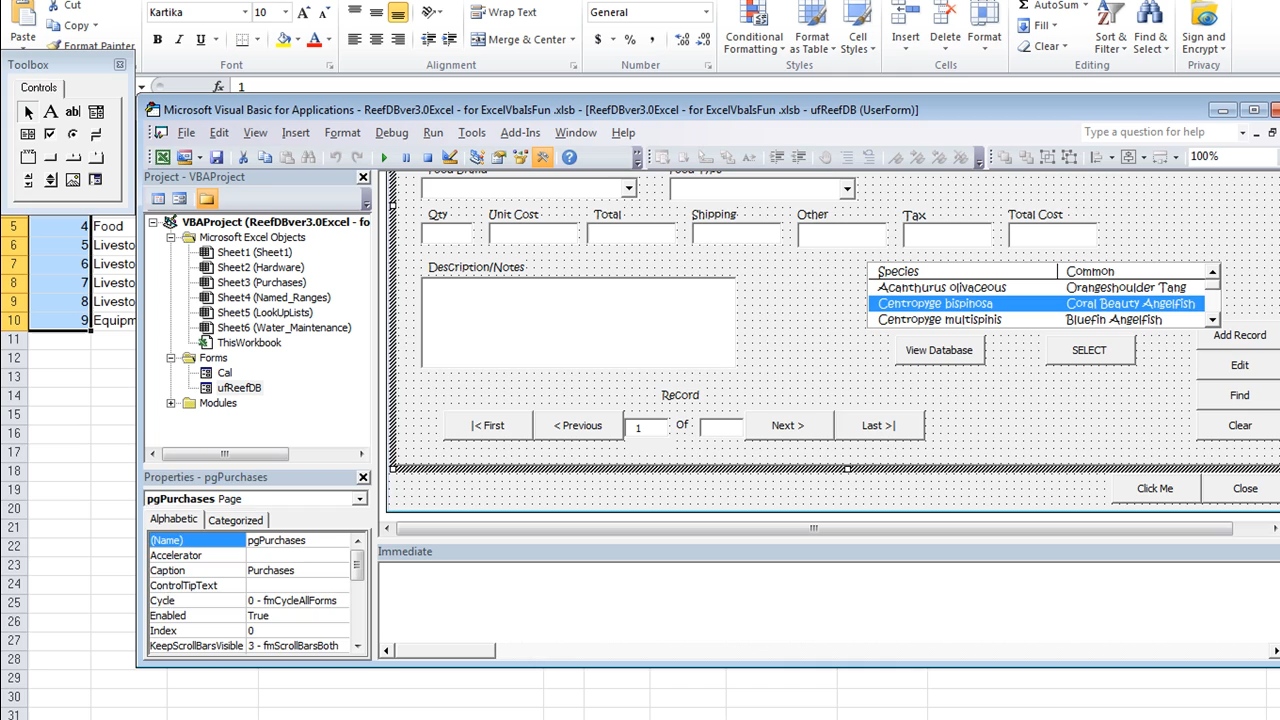 Cut
Copy
Format Painter
Paste
Kartika 10 A A
B I U A
Font
Wrap Text
Merge & Center
Alignment
General
$ % ,
Number
Conditional Formatting
Format as Table
Cell Styles
Styles
Insert Delete Format
Cells
AutoSum
Fill
Clear
Sort & Filter
Find & Select
Editing
Sign and Encrypt
Privacy
fx 1
Toolbox
Controls
A ab|
Microsoft Visual Basic for Applications - ReefDBver3.0Excel - for ExcelVbaIsFun .xlsb - [ReefDBver3.0Excel - for ExcelVbaIsFun .xlsb - ufReefDB (UserForm)]
File Edit View Insert Format Debug Run Tools Add-Ins Window Help
Type a question for help
100%
Project - VBAProject
VBAProject (ReefDBver3.0Excel - fo
Microsoft Excel Objects
Sheet1 (Sheet1)
Sheet2 (Hardware)
Sheet3 (Purchases)
Sheet4 (Named_Ranges)
Sheet5 (LookUpLists)
Sheet6 (Water_Maintenance)
ThisWorkbook
Forms
Cal
ufReefDB
Modules
Properties - pgPurchases
pgPurchases Page
Alphabetic Categorized
(Name) pgPurchases
Accelerator
Caption Purchases
ControlTipText
Cycle 0 - fmCycleAllForms
Enabled True
Index 0
KeepScrollBarsVisible 3 - fmScrollBarsBoth
Food Brand Food Type
Qty Unit Cost Total Shipping Other Tax Total Cost
Description/Notes
Species Common
Acanthurus olivaceous Orangeshoulder Tang
Centropyge bispinosa Coral Beauty Angelfish
Centropyge multispinis Bluefin Angelfish
View Database SELECT
Add Record
Edit
Find
Clear
Record
|< First < Previous 1 Of Next > Last >|
Click Me Close
Immediate
5 4 Food
6 5 Livesto
7 6 Livesto
8 7 Livesto
9 8 Livesto
10 9 Equipm
11
12
13
14
15
16
17
18
19
20
21
22
23
24
25
26
27
28
29
30
31